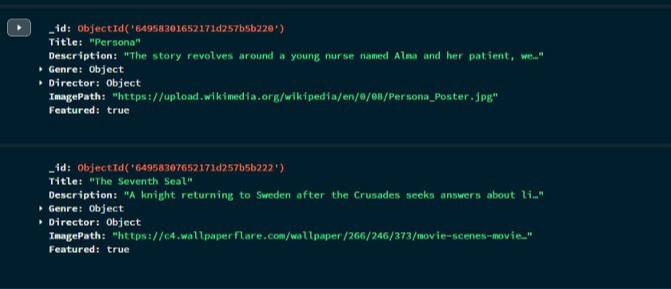 _id: ObjectId('64958301652171d257b5b220')
Title: "Persona"
Description: "The story revolves around a young nurse named Alma and her patient, we…"
Genre: Object
Director: Object
ImagePath: "https://upload.wikimedia.org/wikipedia/en/0/08/Persona_Poster.jpg"
Featured: true
_id: ObjectId('64958307652171d257b5b222')
Title: "The Seventh Seal"
Description: "A knight returning to Sweden after the Crusades seeks answers about li…"
Genre: Object
Director: Object
ImagePath: "https://c4.wallpaperflare.com/wallpaper/266/246/373/movie-scenes-movie…"
Featured: true